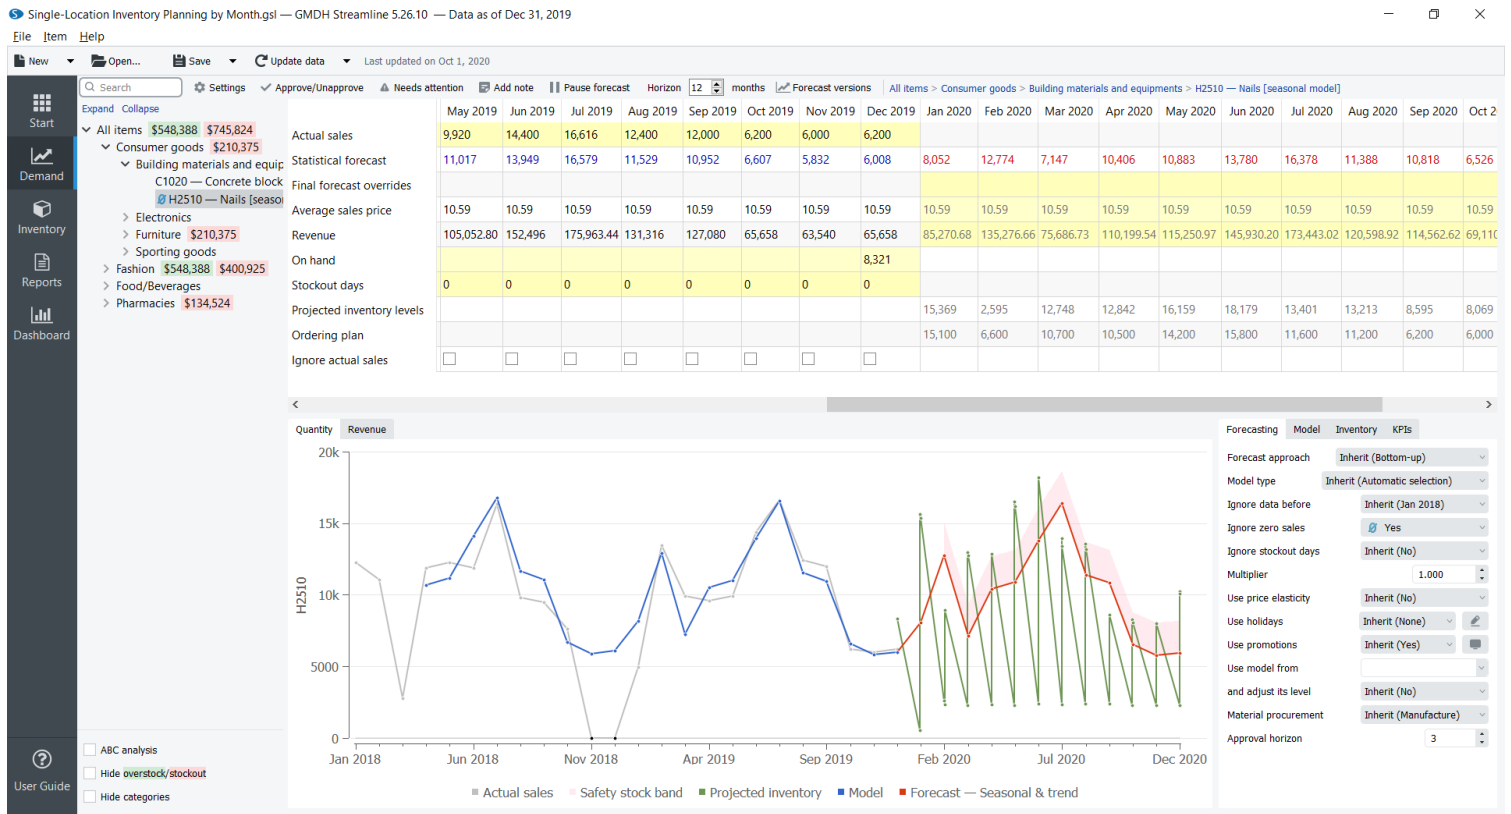 Single-Location Inventory Planning by Month.gsl — GMDH Streamline 5.26.10 — Data as of Dec 31, 2019
File Item Help
New Open... Save Update data Last updated on Oct 1, 2020
Search Settings Approve/Unapprove Needs attention Add note Pause forecast Horizon 12 months Forecast versions All items > Consumer goods > Building materials and equipments > H2510 — Nails [seasonal model]
Start
Demand
Inventory
Reports
Dashboard
User Guide
Expand Collapse
All items $548,388 $745,824
Consumer goods $210,375
Building materials and equip
C1020 — Concrete block
H2510 — Nails [seaso
Electronics
Furniture $210,375
Sporting goods
Fashion $548,388 $400,925
Food/Beverages
Pharmacies $134,524
ABC analysis
Hide overstock/stockout
Hide categories
May 2019 Jun 2019 Jul 2019 Aug 2019 Sep 2019 Oct 2019 Nov 2019 Dec 2019 Jan 2020 Feb 2020 Mar 2020 Apr 2020 May 2020 Jun 2020 Jul 2020 Aug 2020 Sep 2020 Oct 2
Actual sales 9,920 14,400 16,616 12,400 12,000 6,200 6,000 6,200
Statistical forecast 11,017 13,949 16,579 11,529 10,952 6,607 5,832 6,008 8,052 12,774 7,147 10,406 10,883 13,780 16,378 11,388 10,818 6,526
Final forecast overrides
Average sales price 10.59 10.59 10.59 10.59 10.59 10.59 10.59 10.59 10.59 10.59 10.59 10.59 10.59 10.59 10.59 10.59 10.59 10.59
Revenue 105,052.80 152,496 175,963.44 131,316 127,080 65,658 63,540 65,658 85,270.68 135,276.66 75,686.73 110,199.54 115,250.97 145,930.20 173,443.02 120,598.92 114,562.62 69,110
On hand 8,321
Stockout days 0 0 0 0 0 0 0 0
Projected inventory levels 15,369 2,595 12,748 12,842 16,159 18,179 13,401 13,213 8,595 8,069
Ordering plan 15,100 6,600 10,700 10,500 14,200 15,800 11,600 11,200 6,200 6,000
Ignore actual sales
Quantity Revenue
20k
15k
10k
5000
0
H2510
Jan 2018 Jun 2018 Nov 2018 Apr 2019 Sep 2019 Feb 2020 Jul 2020 Dec 2020
Actual sales Safety stock band Projected inventory Model Forecast — Seasonal & trend
Forecasting Model Inventory KPIs
Forecast approach Inherit (Bottom-up)
Model type Inherit (Automatic selection)
Ignore data before Inherit (Jan 2018)
Ignore zero sales Yes
Ignore stockout days Inherit (No)
Multiplier 1.000
Use price elasticity Inherit (No)
Use holidays Inherit (None)
Use promotions Inherit (Yes)
Use model from
and adjust its level Inherit (No)
Material procurement Inherit (Manufacture)
Approval horizon 3